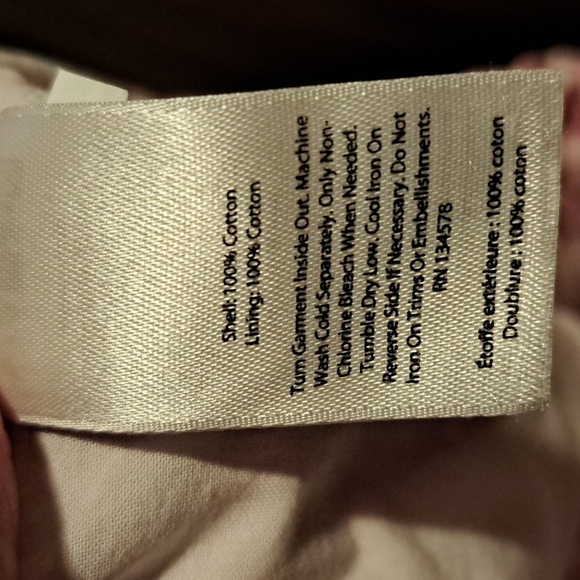 Shell: 100% Cotton
Lining: 100% Cotton
Turn Garment Inside Out. Machine
Wash Cold Separately. Only Non-
Chlorine Bleach When Needed.
Tumble Dry Low. Cool Iron On
Reverse Side If Necessary. Do Not
Iron On Trims Or Embellishments.
RN 134578
Étoffe extérieure : 100% coton
Doublure : 100% coton